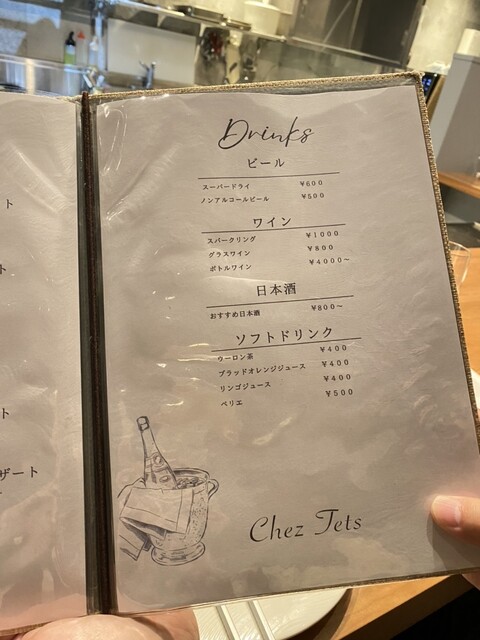 Drinks
ビール
スーパードライ ¥600
ノンアルコールビール ¥500
ワイン
スパークリング ¥1000
グラスワイン ¥800
ボトルワイン ¥4000~
日本酒
おすすめ日本酒 ¥800~
ソフトドリンク
ウーロン茶 ¥400
ブラッドオレンジジュース ¥400
リンゴジュース ¥400
ペリエ ¥500
Chez Tets
ト
ト
ザート